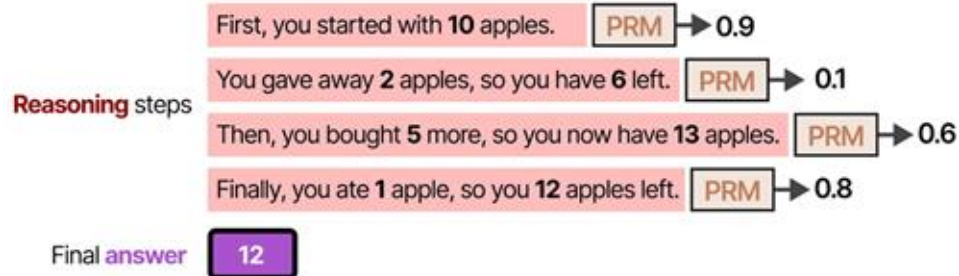 First, you started with 10 apples. PRM 0.9
You gave away 2 apples, so you have 6 left. PRM 0.1
Reasoning steps
Then, you bought 5 more, so you now have 13 apples. PRM 0.6
Finally, you ate 1 apple, so you 12 apples left. PRM 0.8
Final answer 12